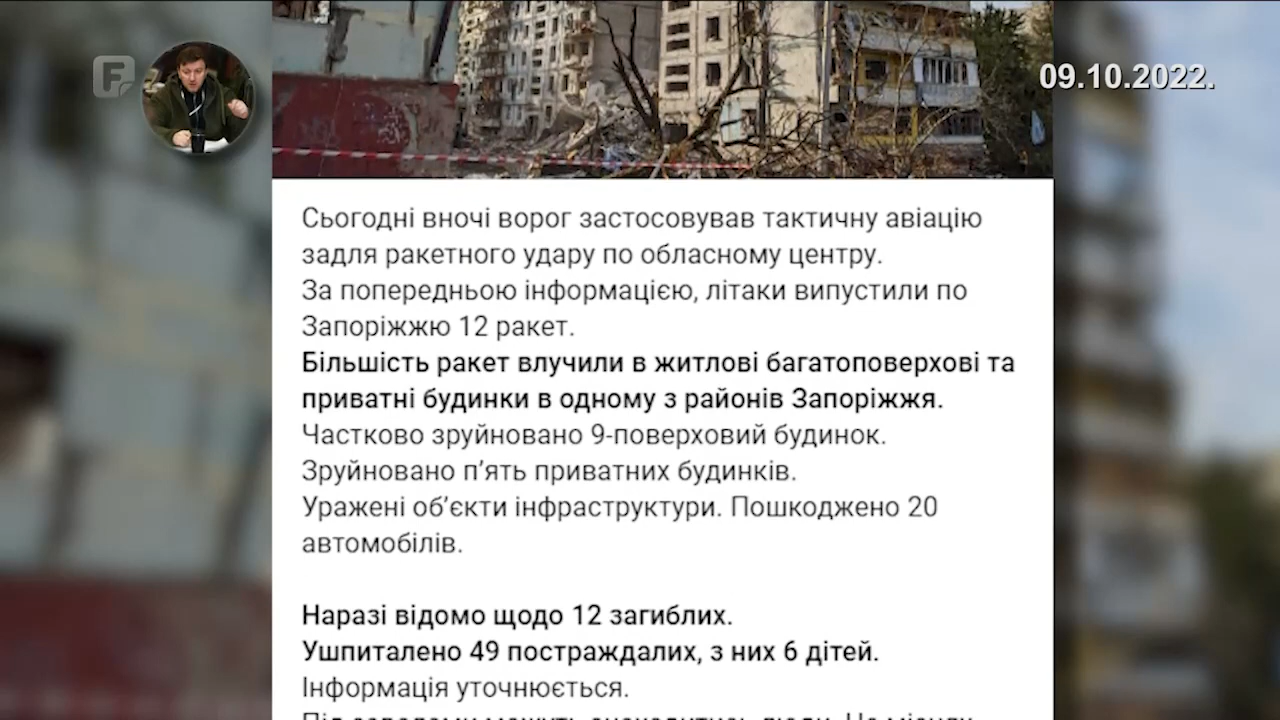 09.10.2022.
Сьогодні вночі ворог застосовував тактичну авіацію
задля ракетного удару по обласному центру.
За попередньою інформацією, літаки випустили по
Запоріжжю 12 ракет.
Більшість ракет влучили в житлові багатоповерхові та
приватні будинки в одному з районів Запоріжжя.
Частково зруйновано 9-поверховий будинок.
Зруйновано п’ять приватних будинків.
Уражені об’єкти інфраструктури. Пошкоджено 20
автомобілів.
Наразі відомо щодо 12 загиблих.
Ушпиталено 49 постраждалих, з них 6 дітей.
Інформація уточнюється.